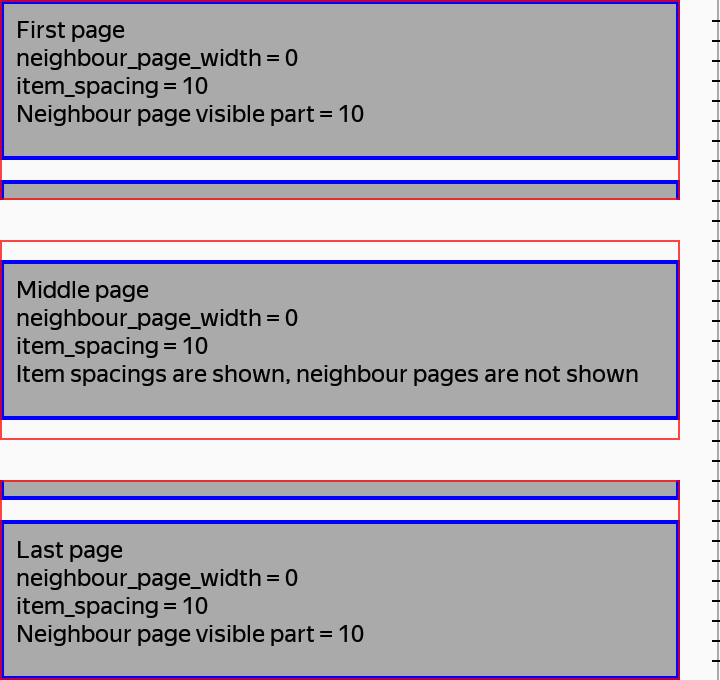 First page
neighbour_page_width = 0
item_spacing = 10
Neighbour page visible part = 10
Middle page
neighbour_page_width = 0
item_spacing = 10
Item spacings are shown, neighbour pages are not shown
Last page
neighbour_page_width = 0
item_spacing = 10
Neighbour page visible part = 10